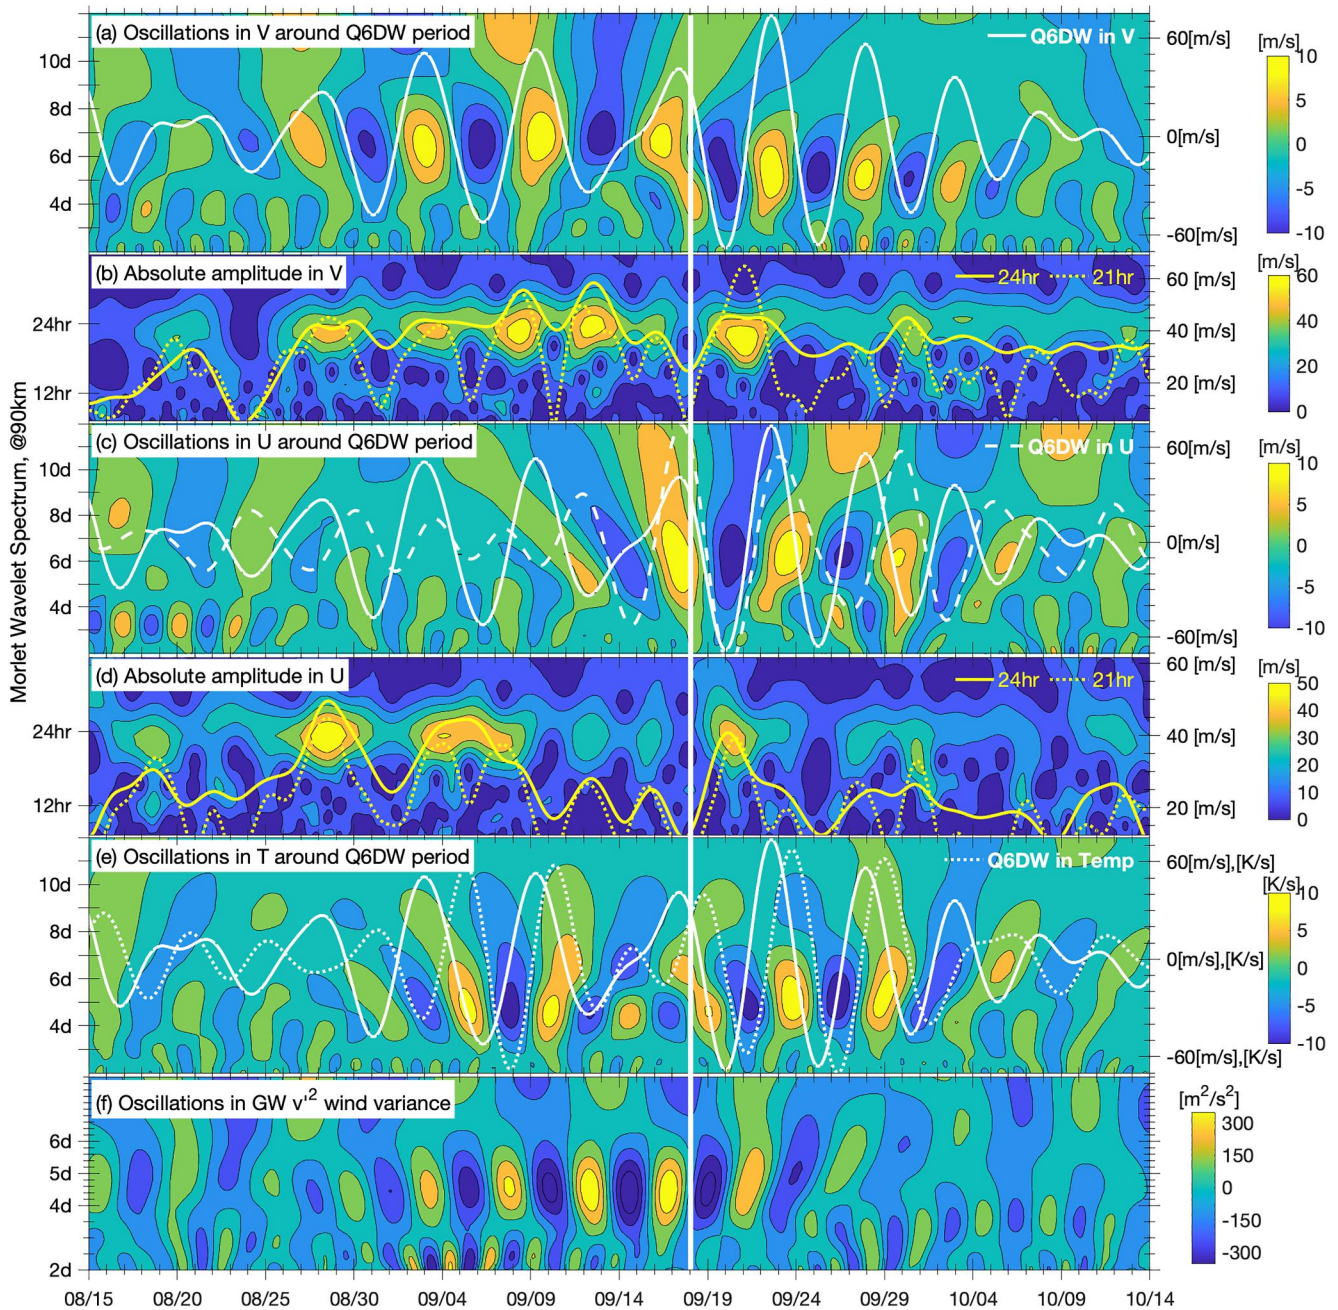 Morlet Wavelet Spectrum, @90km
(a) Oscillations in V around Q6DW period
Q6DW in V
10d
8d
6d
4d
60[m/s]
0[m/s]
-60[m/s]
[m/s]
10
5
0
-5
-10
(b) Absolute amplitude in V
24hr
21hr
24hr
12hr
60 [m/s]
40 [m/s]
20 [m/s]
[m/s]
60
40
20
0
(c) Oscillations in U around Q6DW period
Q6DW in U
10d
8d
6d
4d
60[m/s]
0[m/s]
-60[m/s]
[m/s]
10
5
0
-5
-10
(d) Absolute amplitude in U
24hr
21hr
24hr
12hr
60 [m/s]
40 [m/s]
20 [m/s]
[m/s]
50
40
30
20
10
0
(e) Oscillations in T around Q6DW period
Q6DW in Temp
10d
8d
6d
4d
60[m/s],[K/s]
0[m/s],[K/s]
-60[m/s],[K/s]
[K/s]
10
5
0
-5
-10
(f) Oscillations in GW v'² wind variance
6d
5d
4d
2d
[m²/s²]
300
150
0
-150
-300
08/15 08/20 08/25 08/30 09/04 09/09 09/14 09/19 09/24 09/29 10/04 10/09 10/14